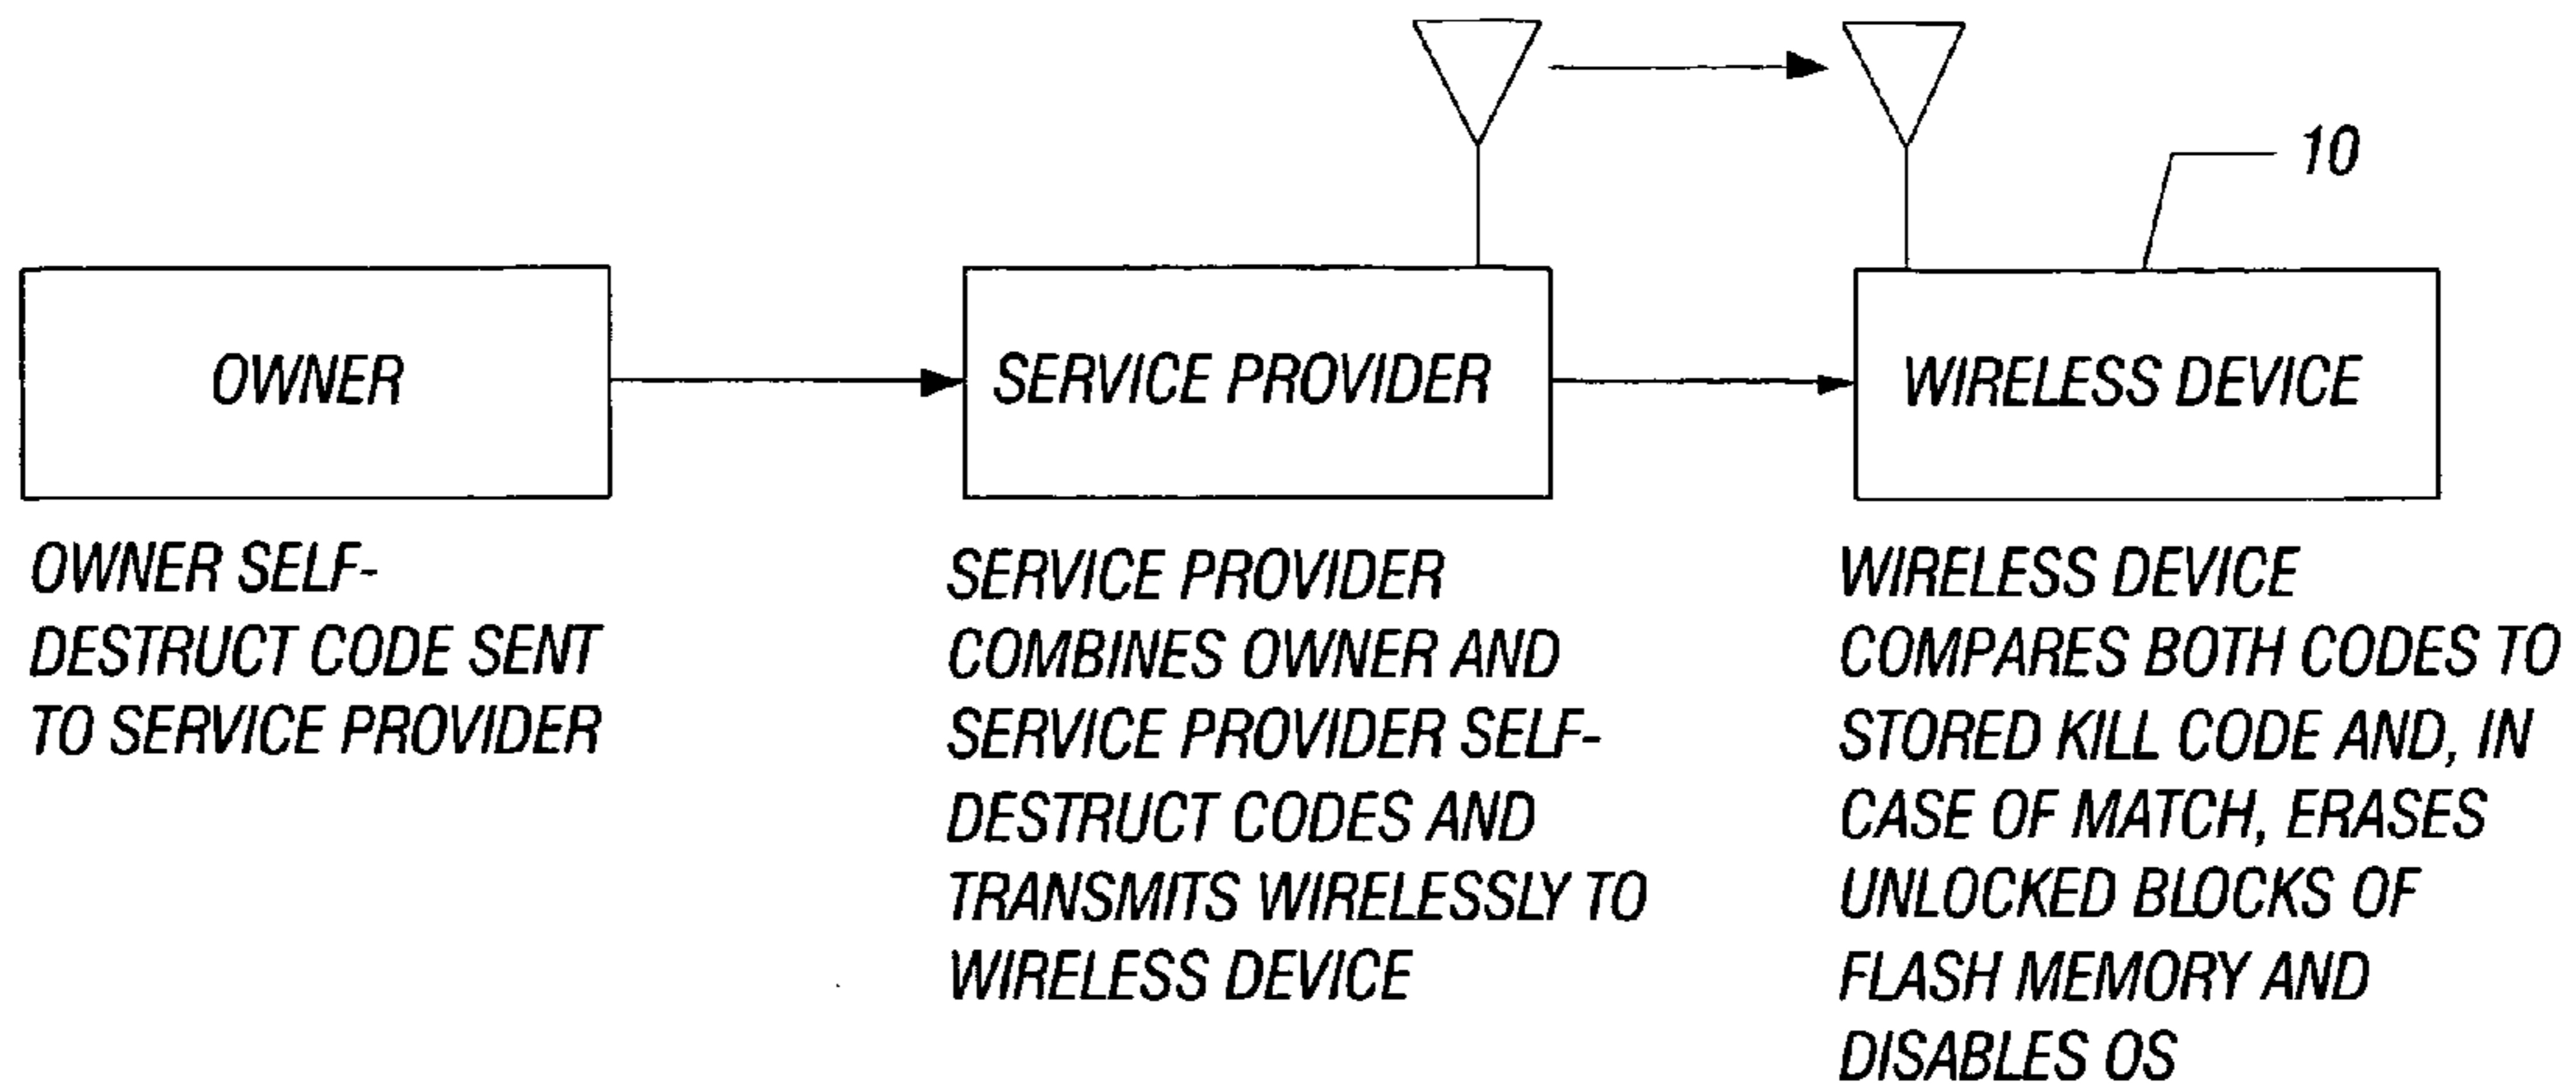 10
OWNER
SERVICE PROVIDER
WIRELESS DEVICE
OWNER SELF-
DESTRUCT CODE SENT
TO SERVICE PROVIDER
SERVICE PROVIDER
COMBINES OWNER AND
SERVICE PROVIDER SELF-
DESTRUCT CODES AND
TRANSMITS WIRELESSLY TO
WIRELESS DEVICE
WIRELESS DEVICE
COMPARES BOTH CODES TO
STORED KILL CODE AND, IN
CASE OF MATCH, ERASES
UNLOCKED BLOCKS OF
FLASH MEMORY AND
DISABLES OS